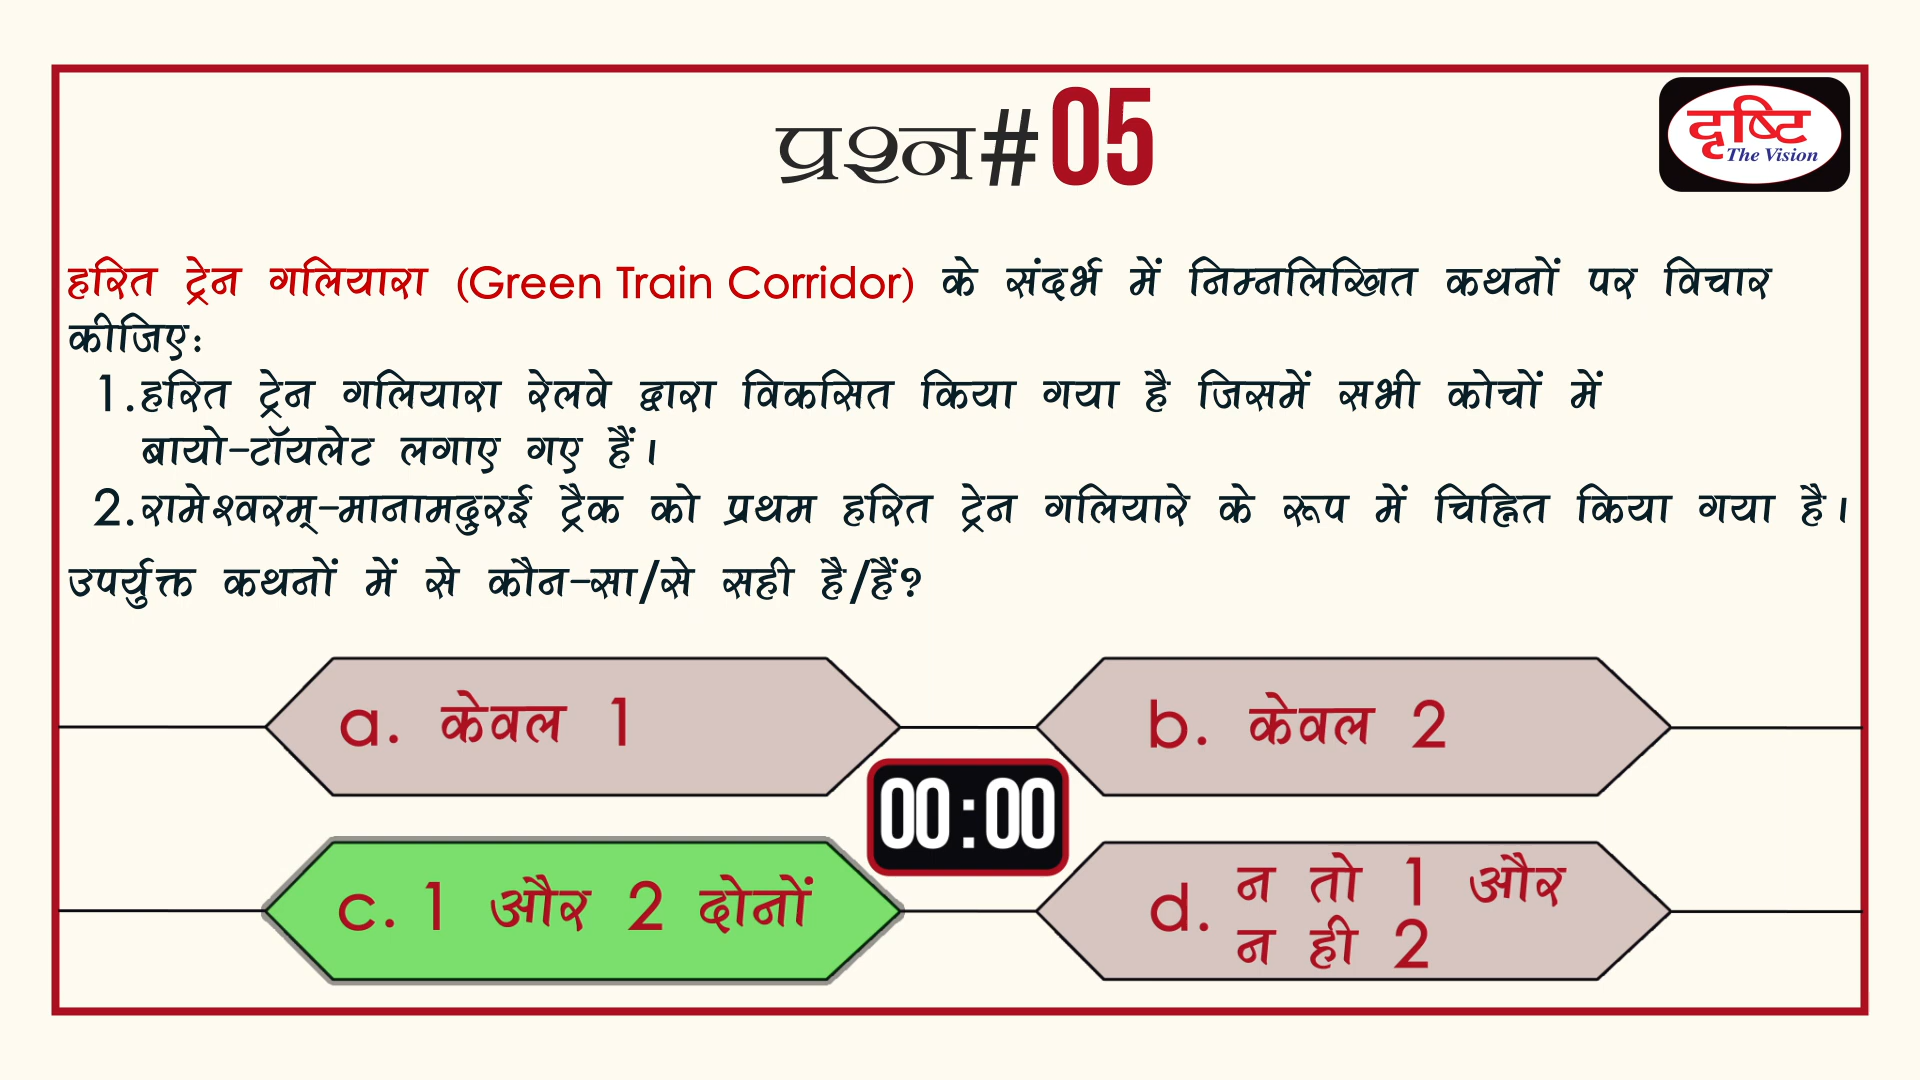 प्रश्न#05
दृष्टि
The Vision
हरित ट्रेन गलियारा (Green Train Corridor) के संदर्भ में निम्नलिखित कथनों पर विचार
कीजिए:
1.हरित ट्रेन गलियारा रेलवे द्वारा विकसित किया गया है जिसमें सभी कोचों में
बायो-टॉयलेट लगाए गए हैं।
2.रामेश्वरम्-मानामदुरई ट्रैक को प्रथम हरित ट्रेन गलियारे के रूप में चिह्नित किया गया है।
उपर्युक्त कथनों में से कौन-सा/से सही है/हैं?
a. केवल 1
b. केवल 2
00:00
c. 1 और 2 दोनों
d. न तो 1 और
न ही 2